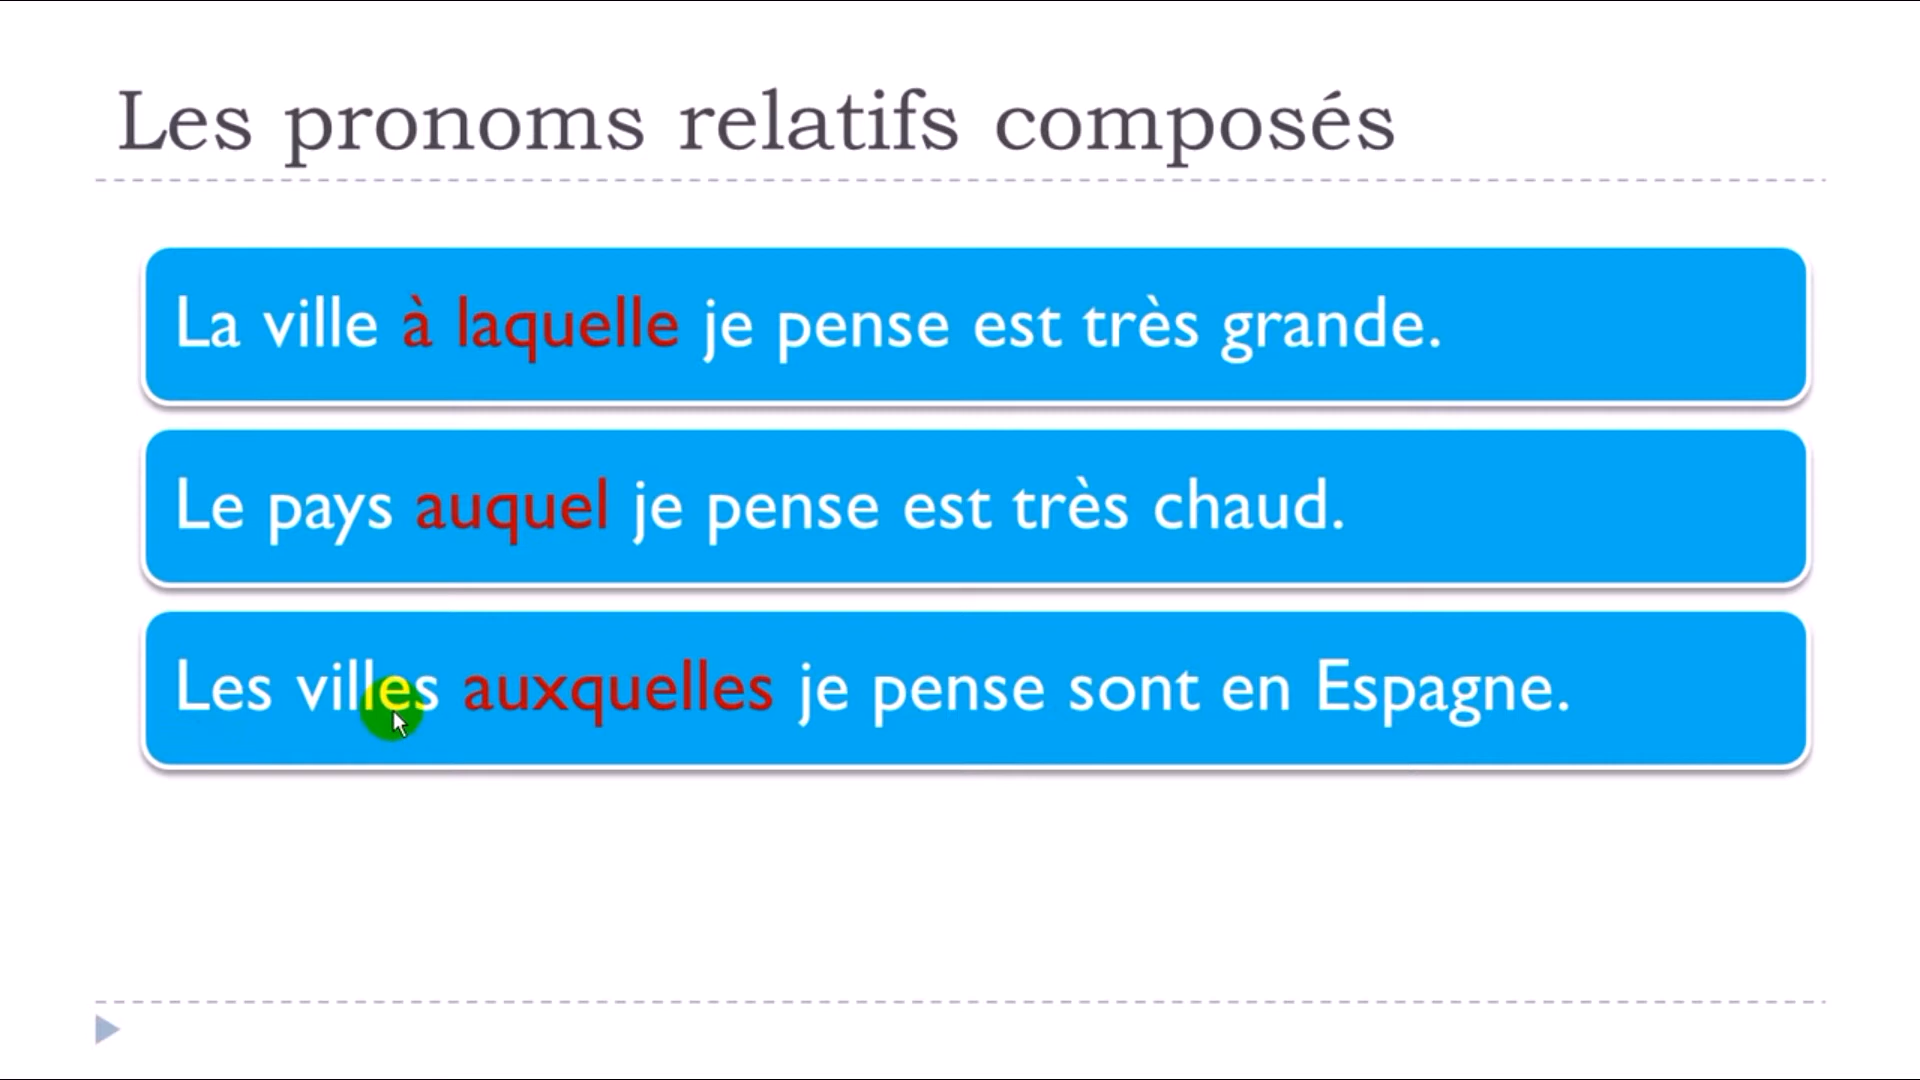 Les pronoms relatifs composés
La ville à laquelle je pense est très grande.
Le pays auquel je pense est très chaud.
Les villes auxquelles je pense sont en Espagne.